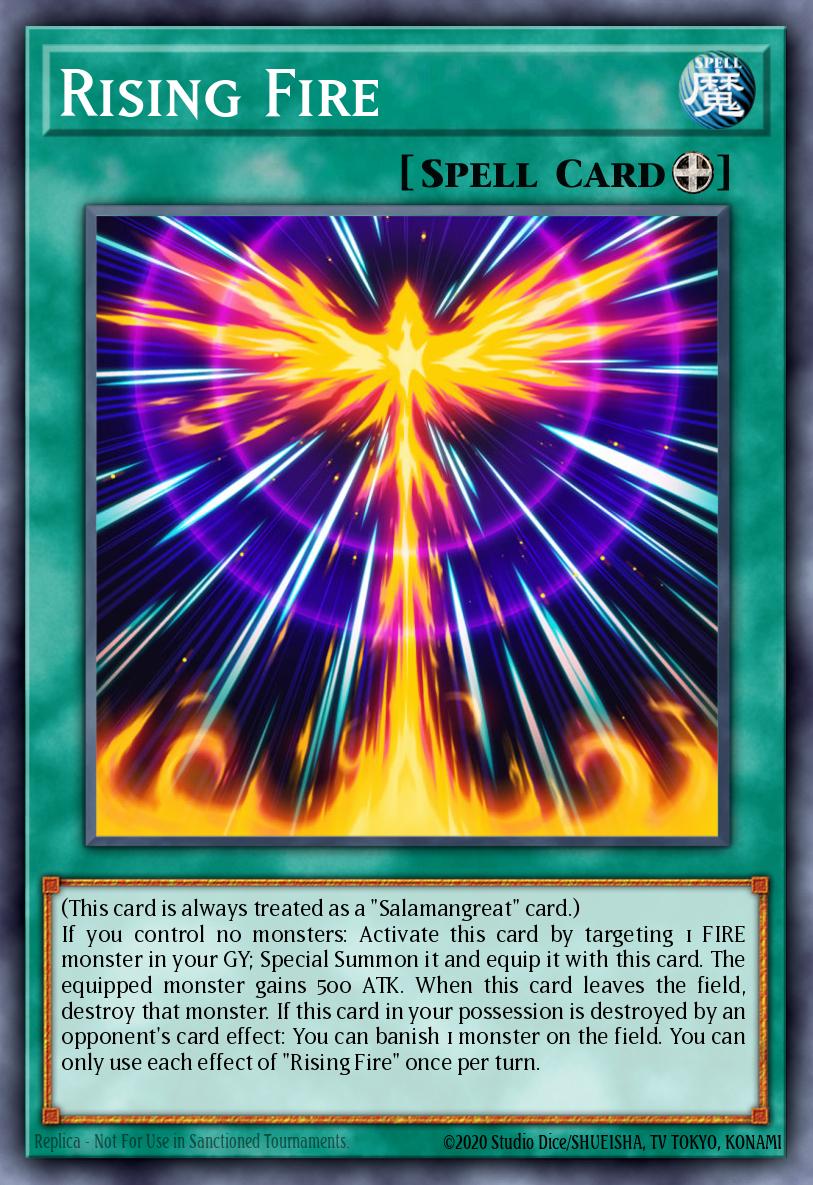 Rising Fire
SPELL
魔
[Spell Card]
(This card is always treated as a "Salamangreat" card.)
If you control no monsters: Activate this card by targeting 1 FIRE
monster in your GY; Special Summon it and equip it with this card. The
equipped monster gains 500 ATK. When this card leaves the field,
destroy that monster. If this card in your possession is destroyed by an
opponent's card effect: You can banish 1 monster on the field. You can
only use each effect of "Rising Fire" once per turn.
Replica - Not For Use in Sanctioned Tournaments.
©2020 Studio Dice/SHUEISHA, TV TOKYO, KONAMI